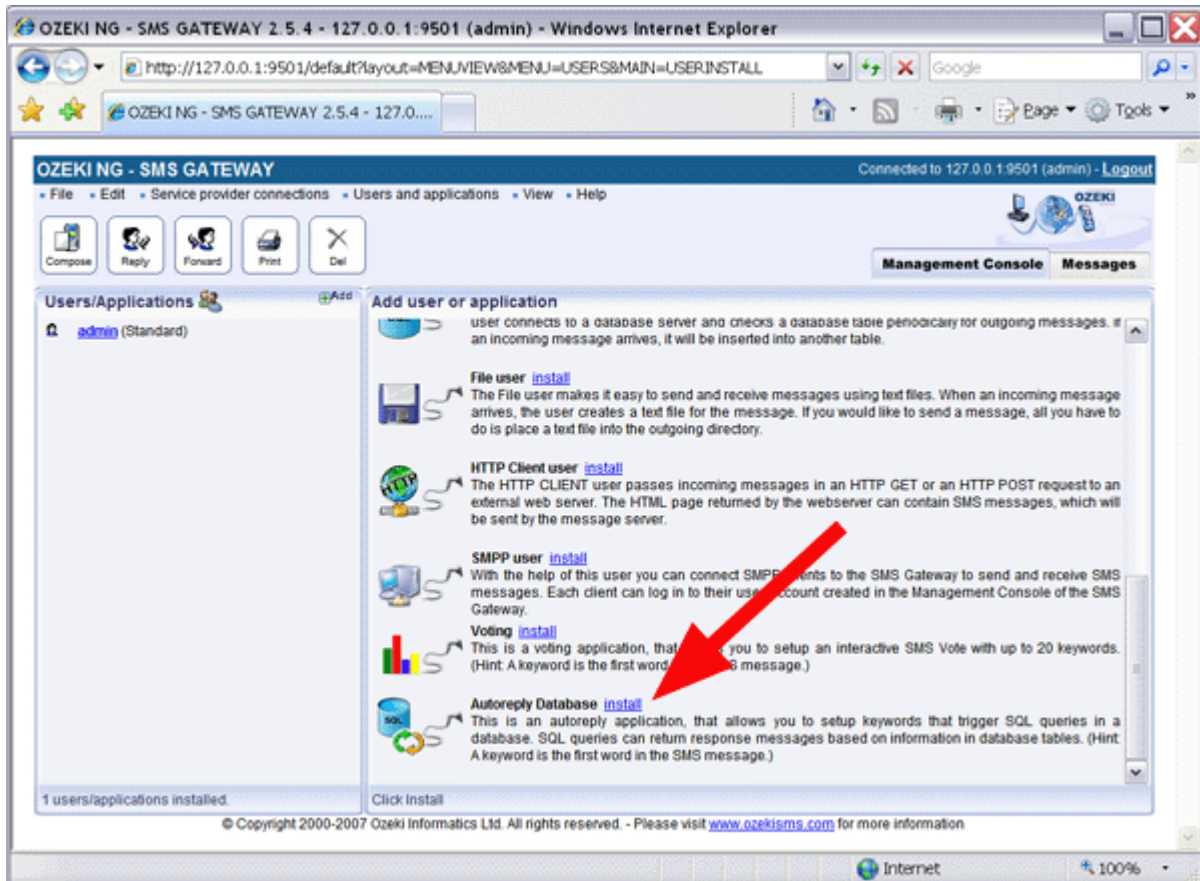 OZEKI NG - SMS GATEWAY 2.5.4 - 127.0.0.1:9501 (admin) - Windows Internet Explorer
http://127.0.0.1:9501/default?layout=MENUVIEW&MENU=USERS&MAIN=USERINSTALL
Google
OZEKI NG - SMS GATEWAY 2.5.4 - 127.0....
Page
Tools
OZEKI NG - SMS GATEWAY
Connected to 127.0.0.1:9501 (admin) - Logout
File Edit Service provider connections Users and applications View Help
OZEKI
Compose Reply Forward Print Del
Management Console Messages
Users/Applications
Add
admin (Standard)
Add user or application
user connects to a database server and checks a database table periodically for outgoing messages. If
an incoming message arrives, it will be inserted into another table.
File user install
The File user makes it easy to send and receive messages using text files. When an incoming message
arrives, the user creates a text file for the message. If you would like to send a message, all you have to
do is place a text file into the outgoing directory.
HTTP
HTTP Client user install
The HTTP CLIENT user passes incoming messages in an HTTP GET or an HTTP POST request to an
external web server. The HTML page returned by the webserver can contain SMS messages, which will
be sent by the message server.
SMPP user install
With the help of this user you can connect SMPP to the SMS Gateway to send and receive SMS
messages. Each client can log in to their user account created in the Management Console of the SMS
Gateway.
Voting install
This is a voting application, that you to setup an interactive SMS Vote with up to 20 keywords.
(Hint: A keyword is the first word message.)
SQL
Autoreply Database install
This is an autoreply application, that allows you to setup keywords that trigger SQL queries in a
database. SQL queries can return response messages based on information in database tables. (Hint:
A keyword is the first word in the SMS message.)
1 users/applications installed.
Click Install
© Copyright 2000-2007 Ozeki Informatics Ltd. All rights reserved. - Please visit www.ozekisms.com for more information
Internet
100%